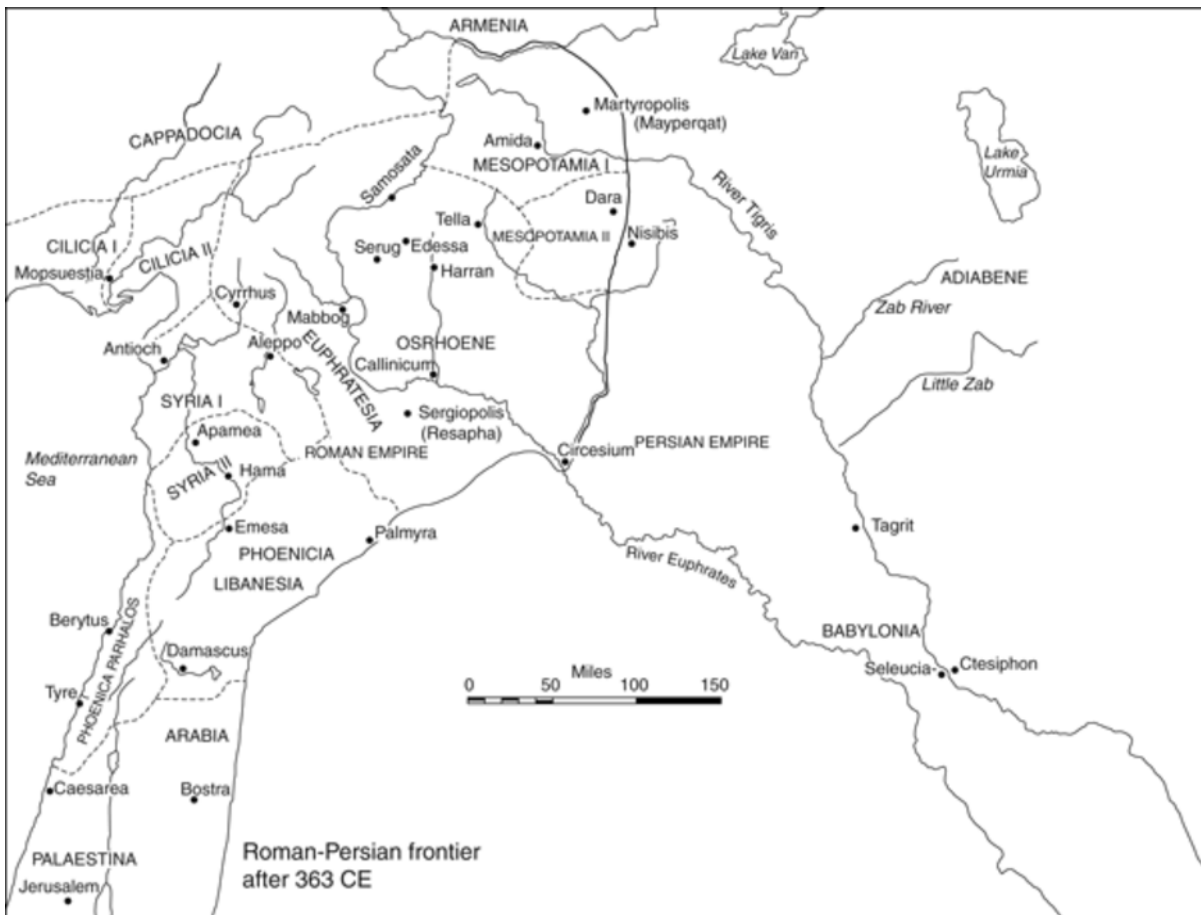 ARMENIA
Lake Van
Martyropolis
(Mayperqat)
CAPPADOCIA
Amida
Lake
Urmia
MESOPOTAMIA I
Samosata
Dara
River Tigris
Tella
MESOPOTAMIA II
Nisibis
CILICIA I
CILICIA II
Serug
Edessa
Harran
Mopsuestia
ADIABENE
Cyrrhus
Zab River
Mabbog
Antioch
Aleppo
EUPHRATESIA
OSRHOENE
Callinicum
Little Zab
SYRIA I
Sergiopolis
(Resapha)
Apamea
ROMAN EMPIRE
Circesium
PERSIAN EMPIRE
Mediterranean
Sea
SYRIA III
Hama
Emesa
Palmyra
Tagrit
PHOENICIA
LIBANESIA
River Euphrates
Berytus
PHOENICA PARHALOS
BABYLONIA
Damascus
Miles
Seleucia
Ctesiphon
0 50 100 150
Tyre
ARABIA
Caesarea
Bostra
Roman-Persian frontier
after 363 CE
PALAESTINA
Jerusalem